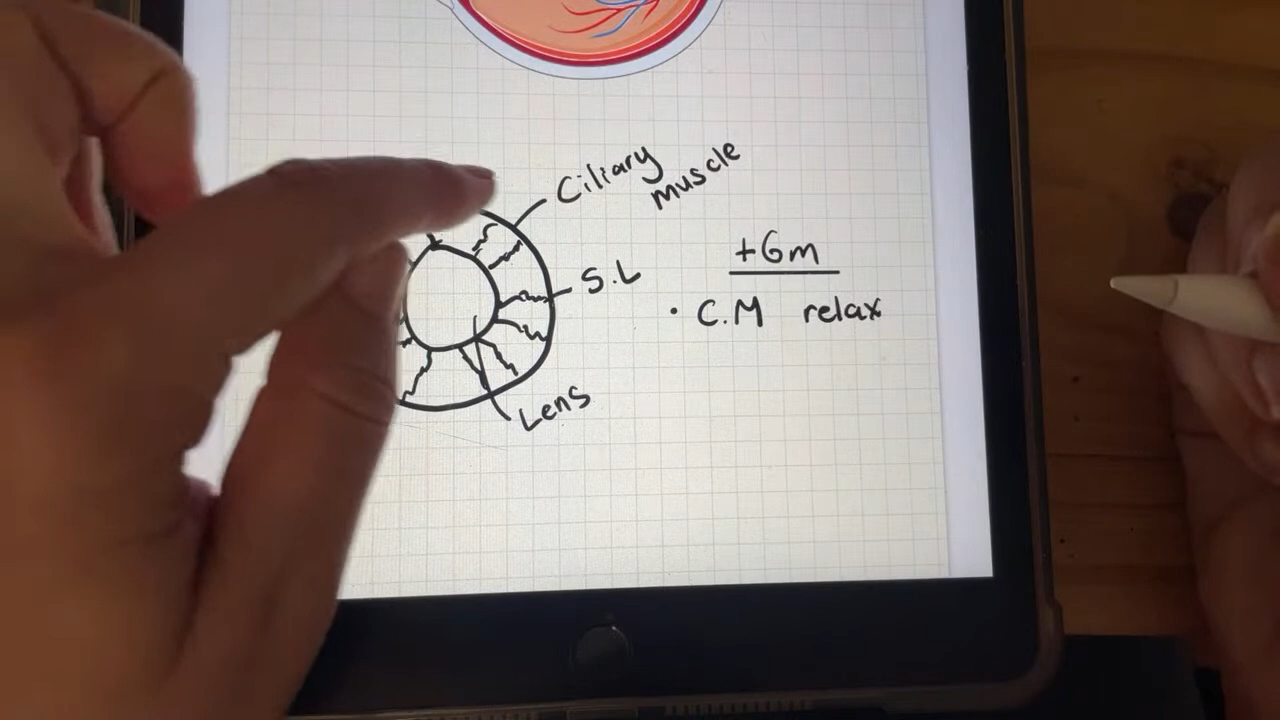 Ciliary
muscle
S.L
+6m
• C.M relax
Lens